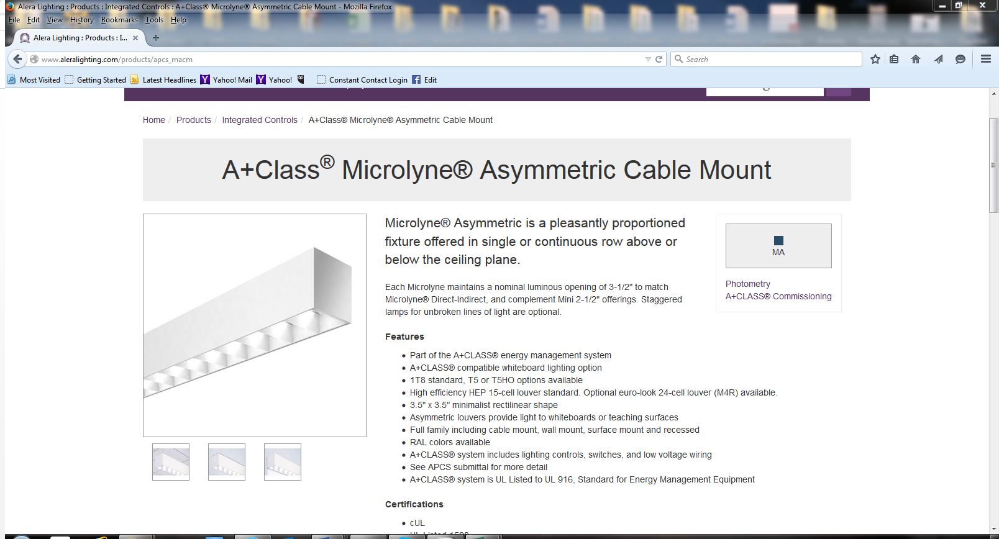 Alera Lighting : Products : Integrated Controls : A+Class® Microlyne® Asymmetric Cable Mount - Mozilla Firefox
File Edit View History Bookmarks Tools Help
Alera Lighting : Products : I... × +
www.aleralighting.com/products/apcs_macm
Search
Most Visited Getting Started Latest Headlines Yahoo! Mail Yahoo! Constant Contact Login Edit
Home / Products / Integrated Controls / A+Class® Microlyne® Asymmetric Cable Mount
A+Class® Microlyne® Asymmetric Cable Mount
Microlyne® Asymmetric is a pleasantly proportioned
fixture offered in single or continuous row above or
below the ceiling plane.
Each Microlyne maintains a nominal luminous opening of 3-1/2" to match
Microlyne® Direct-Indirect, and complement Mini 2-1/2" offerings. Staggered
lamps for unbroken lines of light are optional.
MA
Photometry
A+CLASS® Commissioning
Features
• Part of the A+CLASS® energy management system
• A+CLASS® compatible whiteboard lighting option
• 1T8 standard, T5 or T5HO options available
• High efficiency HEP 15-cell louver standard. Optional euro-look 24-cell louver (M4R) available.
• 3.5" x 3.5" minimalist rectilinear shape
• Asymmetric louvers provide light to whiteboards or teaching surfaces
• Full family including cable mount, wall mount, surface mount and recessed
• RAL colors available
• A+CLASS® system includes lighting controls, switches, and low voltage wiring
• See APCS submittal for more detail
• A+CLASS® system is UL Listed to UL 916, Standard for Energy Management Equipment
Certifications
• cUL
UL Listed